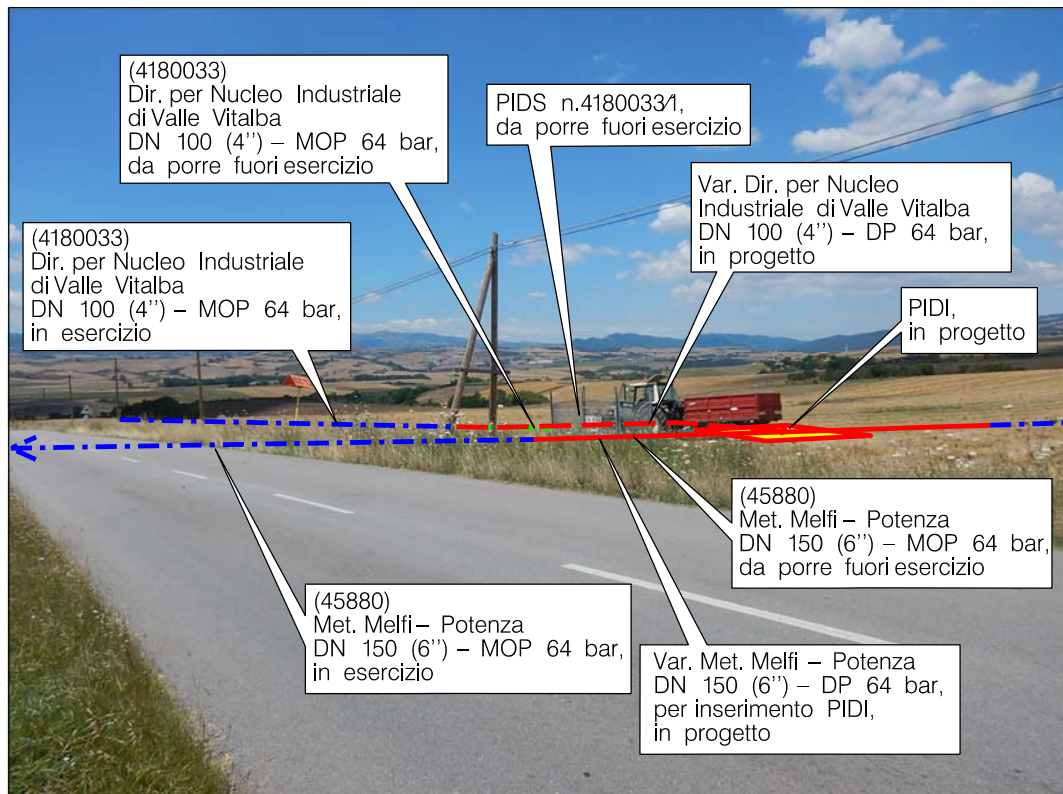 (4180033)
Dir. per Nucleo Industriale
di Valle Vitalba
DN 100 (4'') – MOP 64 bar,
da porre fuori esercizio
PIDS n.4180033/1,
da porre fuori esercizio
Var. Dir. per Nucleo
Industriale di Valle Vitalba
DN 100 (4'') – DP 64 bar,
in progetto
(4180033)
Dir. per Nucleo Industriale
di Valle Vitalba
DN 100 (4'') – MOP 64 bar,
in esercizio
PIDI,
in progetto
(45880)
Met. Melfi – Potenza
DN 150 (6'') – MOP 64 bar,
da porre fuori esercizio
(45880)
Met. Melfi – Potenza
DN 150 (6'') – MOP 64 bar,
in esercizio
Var. Met. Melfi – Potenza
DN 150 (6'') – DP 64 bar,
per inserimento PIDI,
in progetto